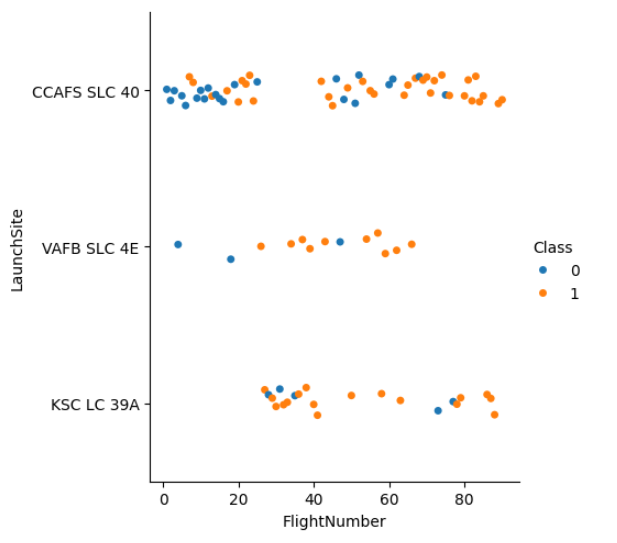 CCAFS SLC 40
VAFB SLC 4E
KSC LC 39A
LaunchSite
0 20 40 60 80
FlightNumber
Class
0
1